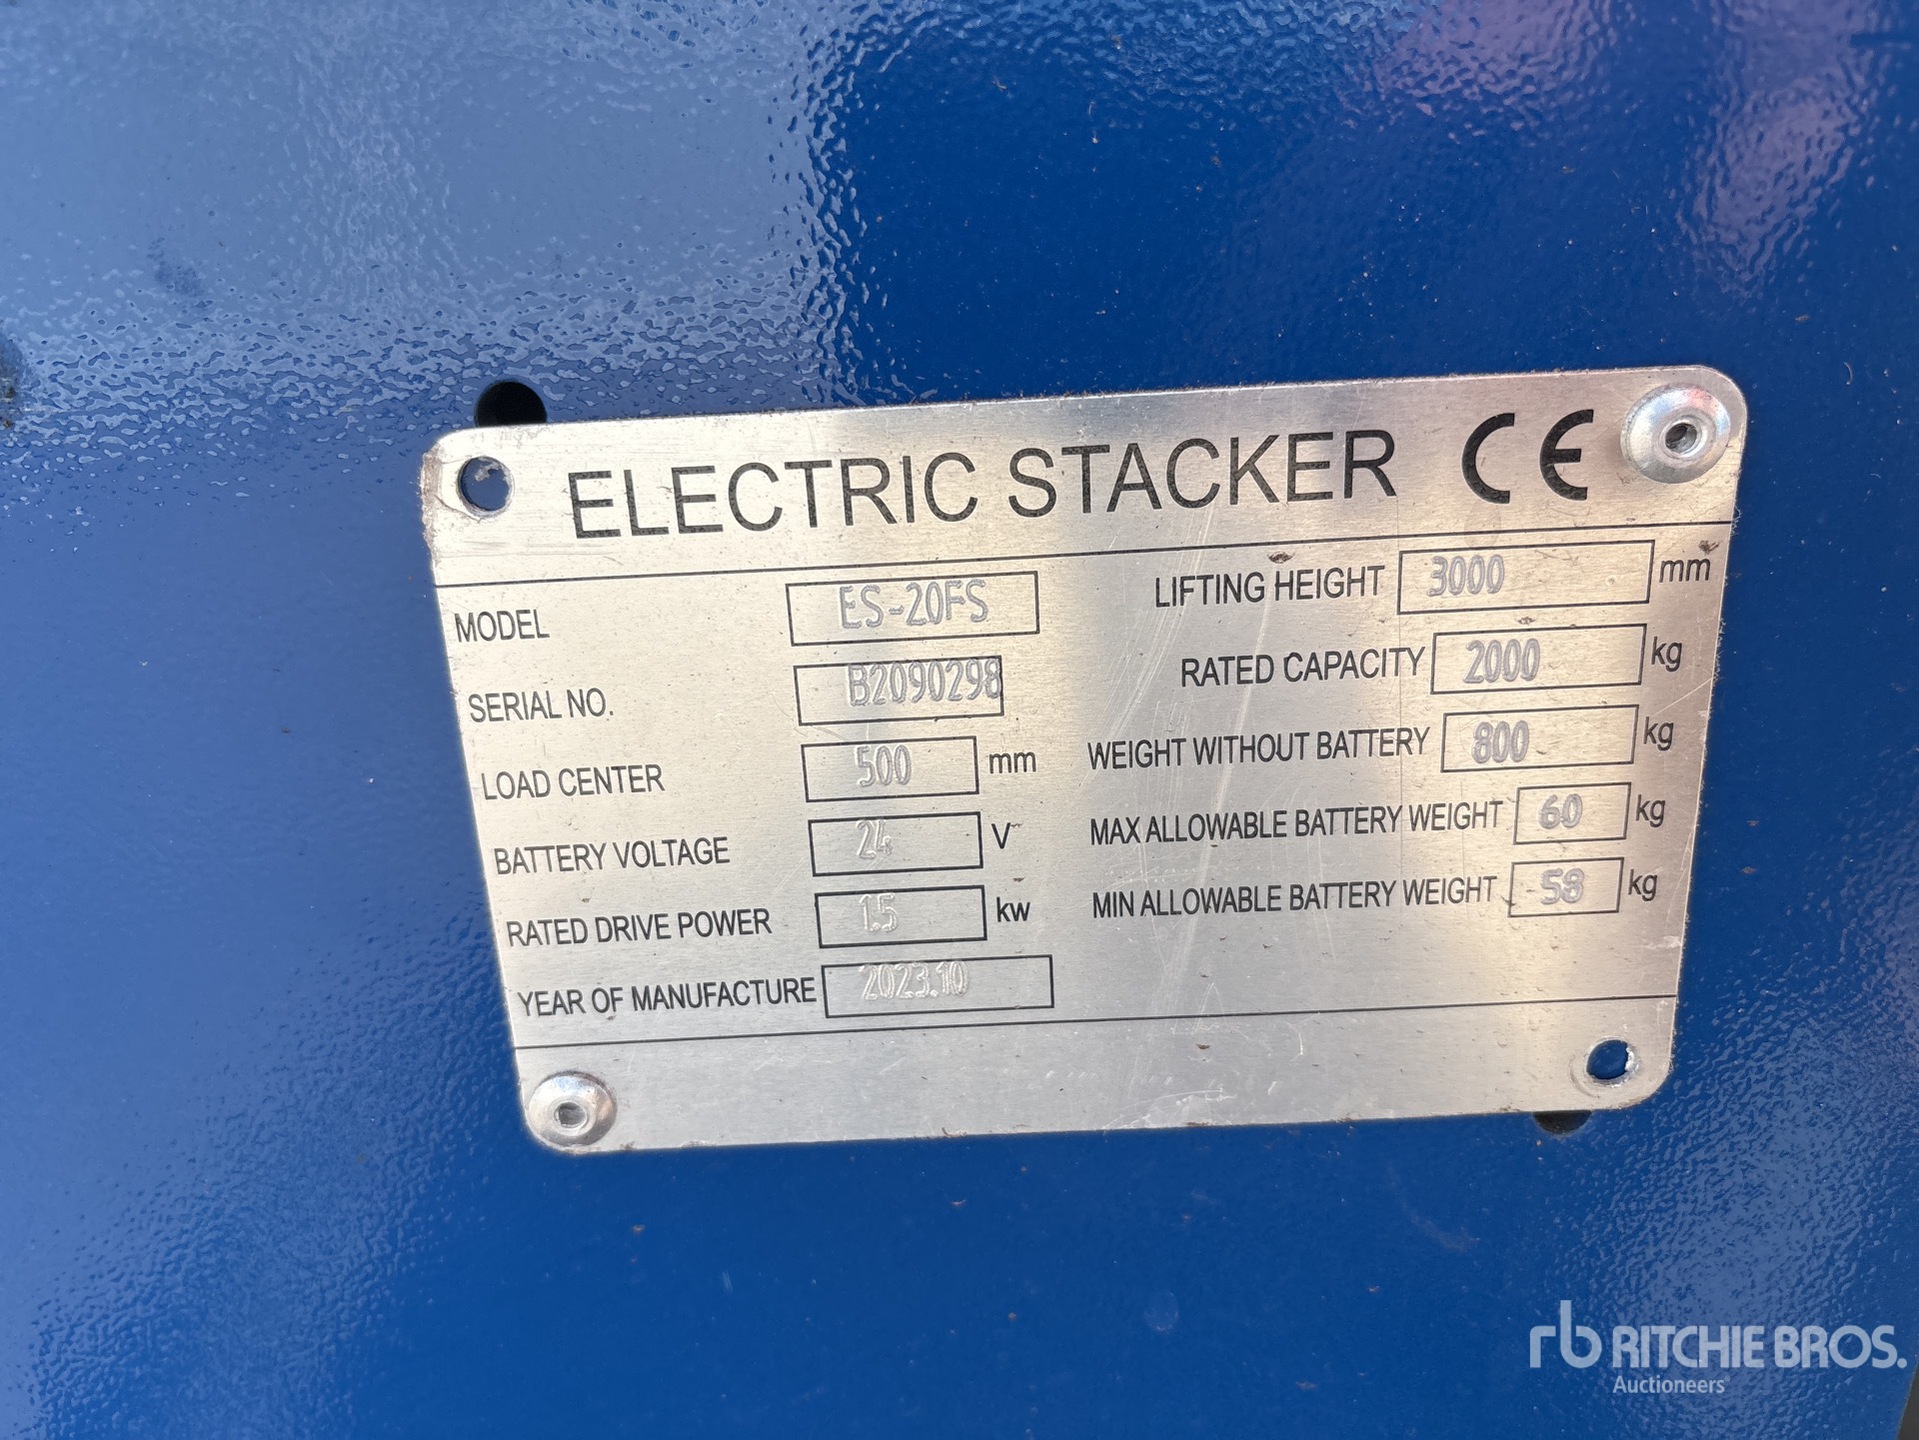 ELECTRIC STACKER CE
MODEL ES-20FS
SERIAL NO. B2090298
LOAD CENTER 500 mm
BATTERY VOLTAGE 24 V
RATED DRIVE POWER 1.5 kw
YEAR OF MANUFACTURE 2023.10
LIFTING HEIGHT 3000 mm
RATED CAPACITY 2000 kg
WEIGHT WITHOUT BATTERY 800 kg
MAX ALLOWABLE BATTERY WEIGHT 60 kg
MIN ALLOWABLE BATTERY WEIGHT 58 kg
rb RITCHIE BROS.
Auctioneers